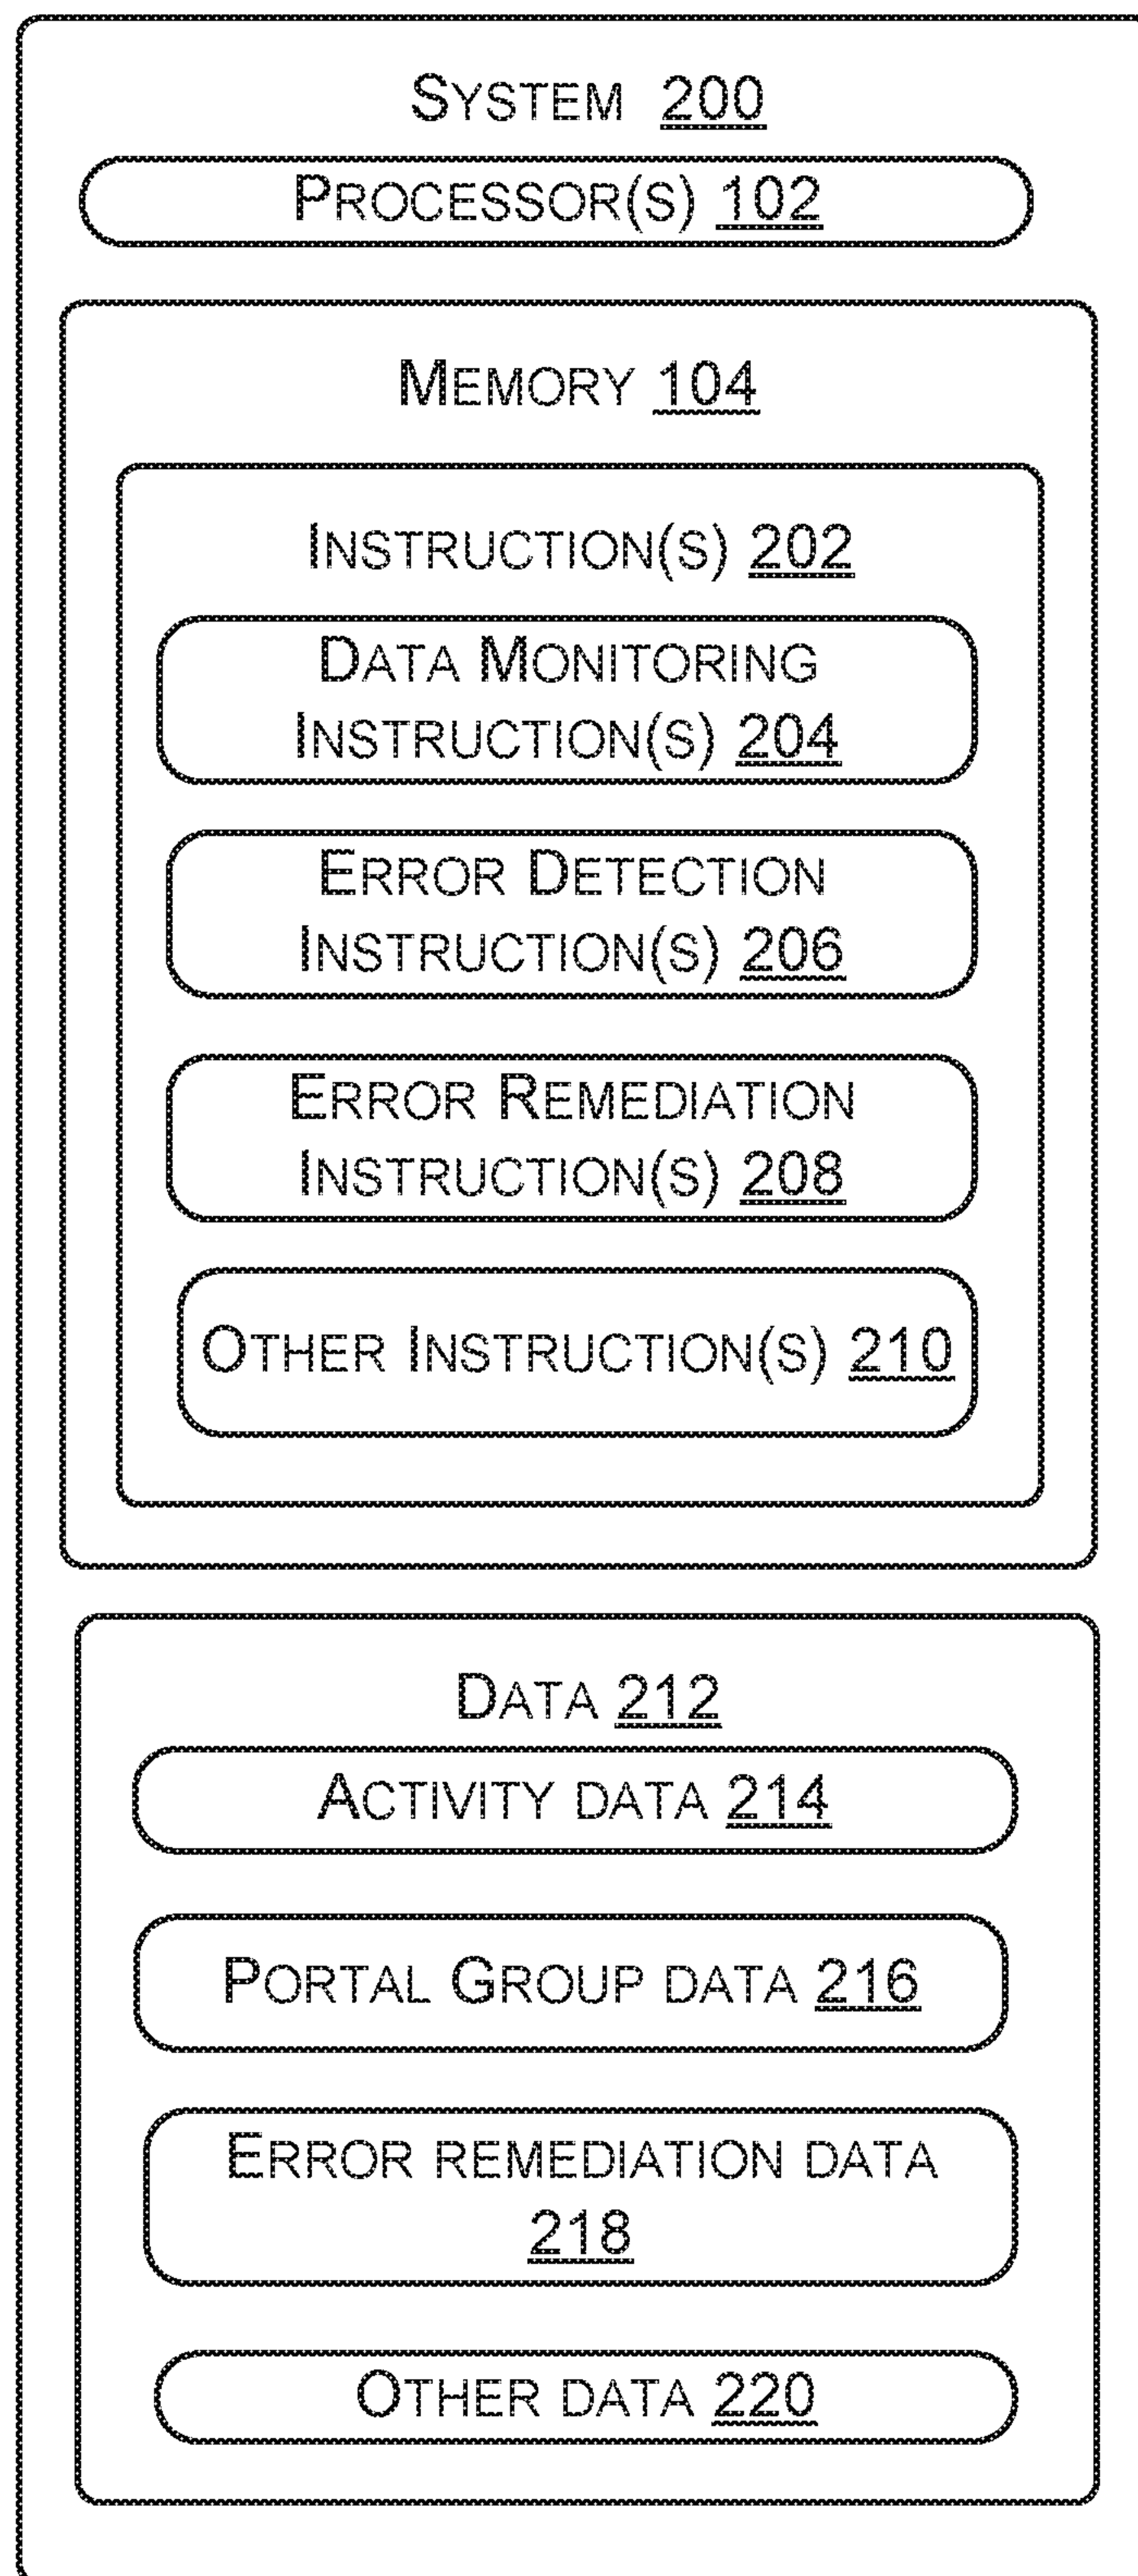 SYSTEM 200
PROCESSOR(S) 102
MEMORY 104
INSTRUCTION(S) 202
DATA MONITORING
INSTRUCTION(S) 204
ERROR DETECTION
INSTRUCTION(S) 206
ERROR REMEDIATION
INSTRUCTION(S) 208
OTHER INSTRUCTION(S) 210
DATA 212
ACTIVITY DATA 214
PORTAL GROUP DATA 216
ERROR REMEDIATION DATA
218
OTHER DATA 220